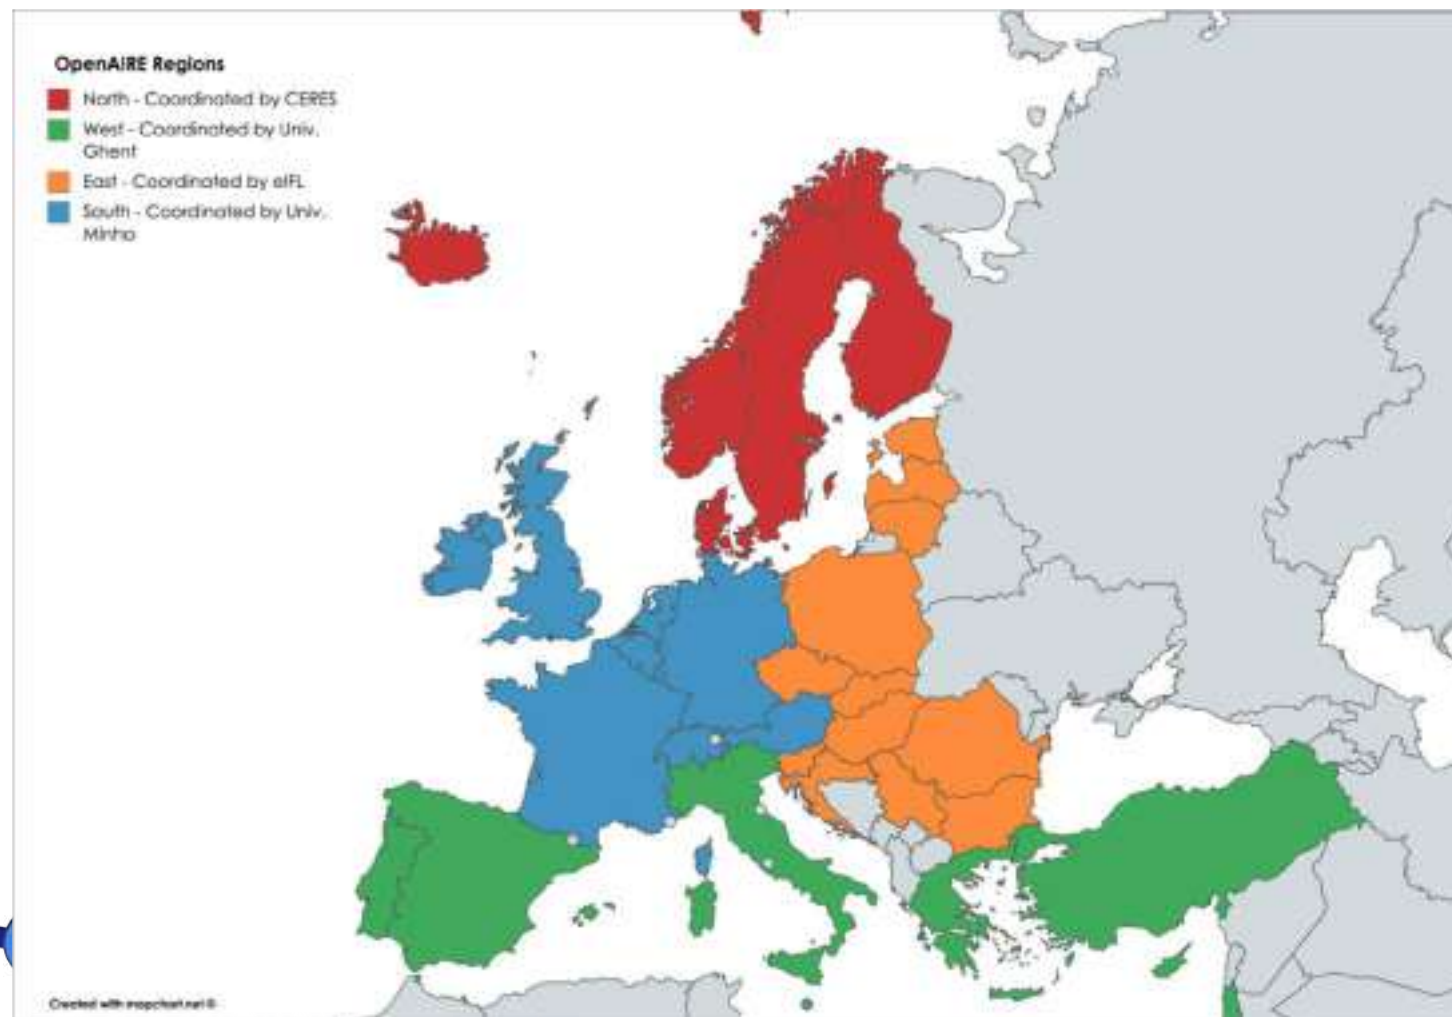 OpenAIRE Regions
North - Coordinated by CERES
West - Coordinated by Univ.
Ghent
East - Coordinated by eIFL
South - Coordinated by Univ.
Minho
Created with mapchart.net ©